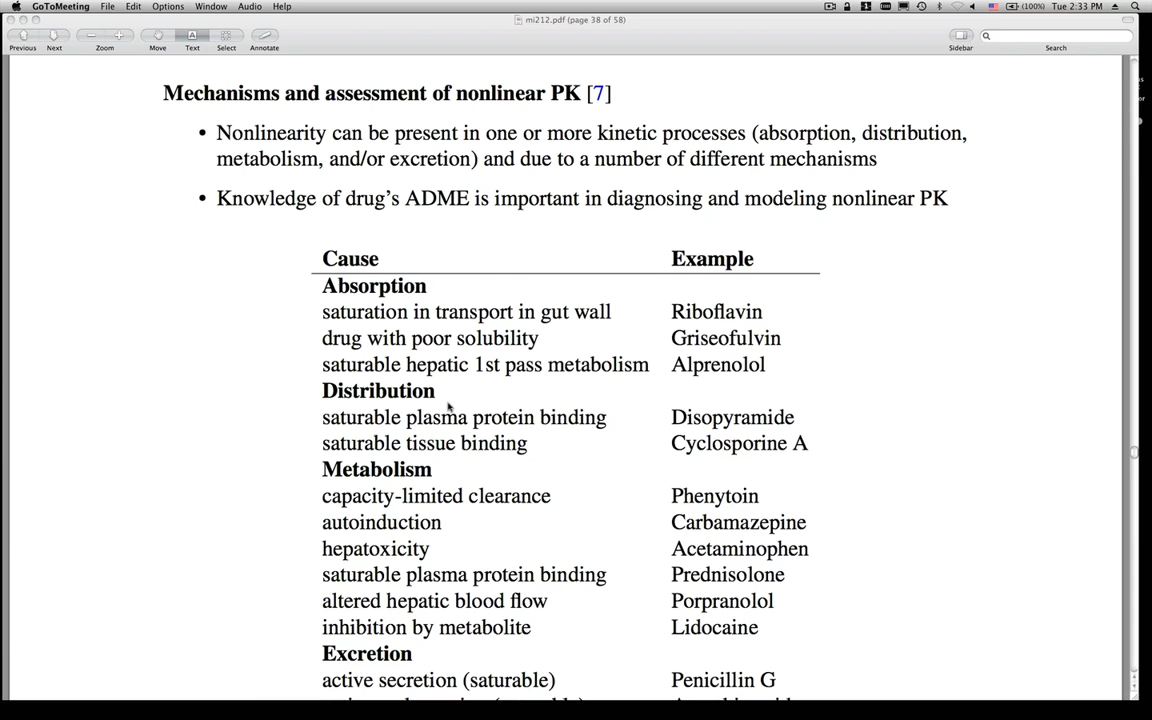 GoToMeeting File Edit Options Window Audio Help (100%) Tue 2:33 PM
mi212.pdf (page 38 of 58)
Previous Next Zoom Move Text Select Annotate Sidebar Search
Mechanisms and assessment of nonlinear PK [7]
• Nonlinearity can be present in one or more kinetic processes (absorption, distribution,
metabolism, and/or excretion) and due to a number of different mechanisms
• Knowledge of drug’s ADME is important in diagnosing and modeling nonlinear PK
Cause Example
Absorption
saturation in transport in gut wall Riboflavin
drug with poor solubility Griseofulvin
saturable hepatic 1st pass metabolism Alprenolol
Distribution
saturable plasma protein binding Disopyramide
saturable tissue binding Cyclosporine A
Metabolism
capacity-limited clearance Phenytoin
autoinduction Carbamazepine
hepatoxicity Acetaminophen
saturable plasma protein binding Prednisolone
altered hepatic blood flow Porpranolol
inhibition by metabolite Lidocaine
Excretion
active secretion (saturable) Penicillin G